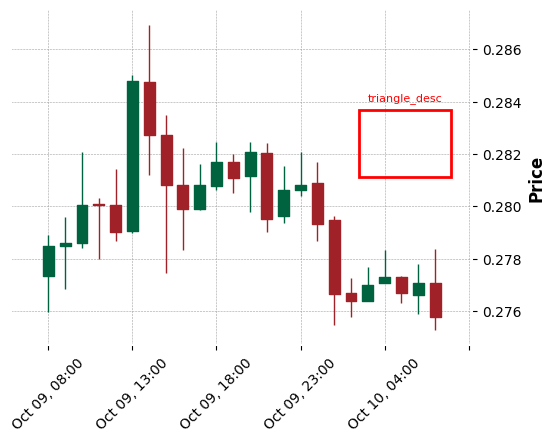 0.286
triangle_desc
0.284
0.282
0.280
0.278
0.276
Price
Oct 09, 08:00
Oct 09, 13:00
Oct 09, 18:00
Oct 09, 23:00
Oct 10, 04:00